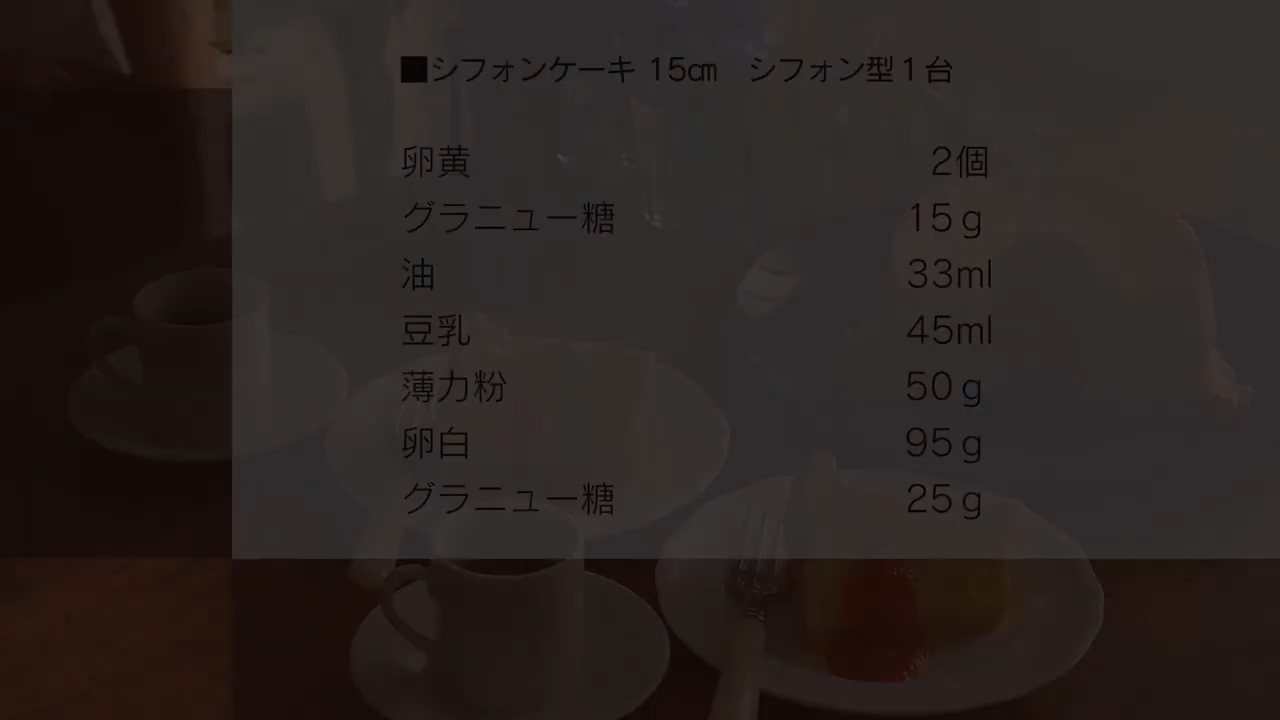 ■シフォンケーキ 15㎝　シフォン型1台
卵黄　2個
グラニュー糖　15g
油　33ml
豆乳　45ml
薄力粉　50g
卵白　95g
グラニュー糖　25g